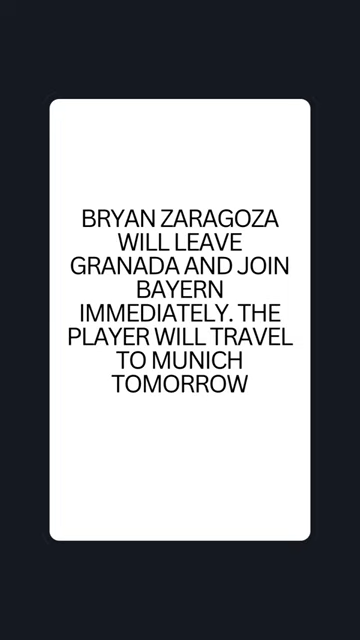 BRYAN ZARAGOZA
WILL LEAVE
GRANADA AND JOIN
BAYERN
IMMEDIATELY. THE
PLAYER WILL TRAVEL
TO MUNICH
TOMORROW